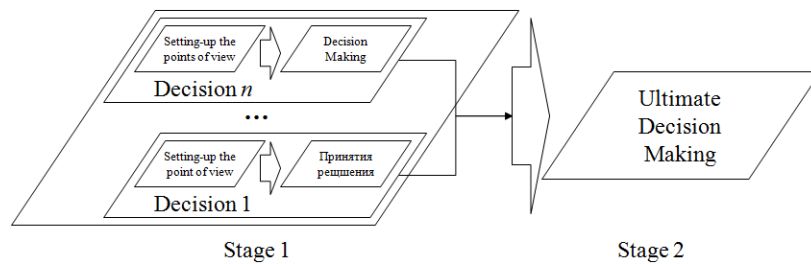 Setting-up the
points of view
Decision
Making
Decision n
...
Setting-up the
point of view
Принятия
рещшения
Decision 1
Ultimate
Decision
Making
Stage 1
Stage 2